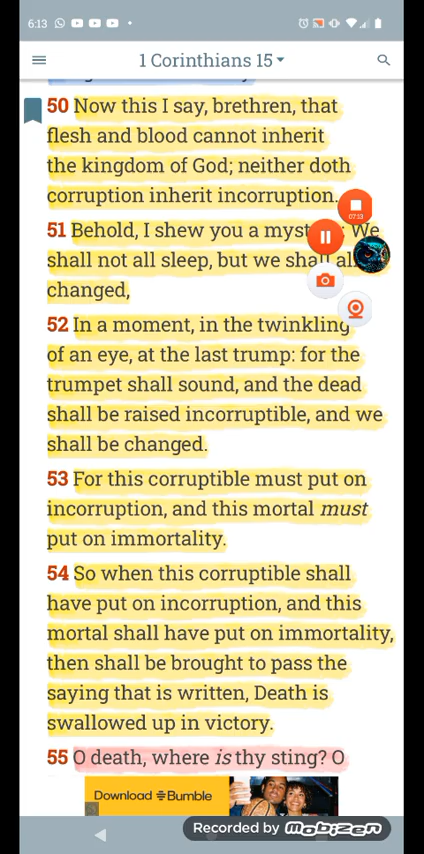 6:13
1 Corinthians 15
50 Now this I say, brethren, that
flesh and blood cannot inherit
the kingdom of God; neither doth
corruption inherit incorruption.
07:13
51 Behold, I shew you a myst We
shall not all sleep, but we shall all
changed,
52 In a moment, in the twinkling
of an eye, at the last trump: for the
trumpet shall sound, and the dead
shall be raised incorruptible, and we
shall be changed.
53 For this corruptible must put on
incorruption, and this mortal must
put on immortality.
54 So when this corruptible shall
have put on incorruption, and this
mortal shall have put on immortality,
then shall be brought to pass the
saying that is written, Death is
swallowed up in victory.
55 O death, where is thy sting? O
Download Bumble
Recorded by mobizen